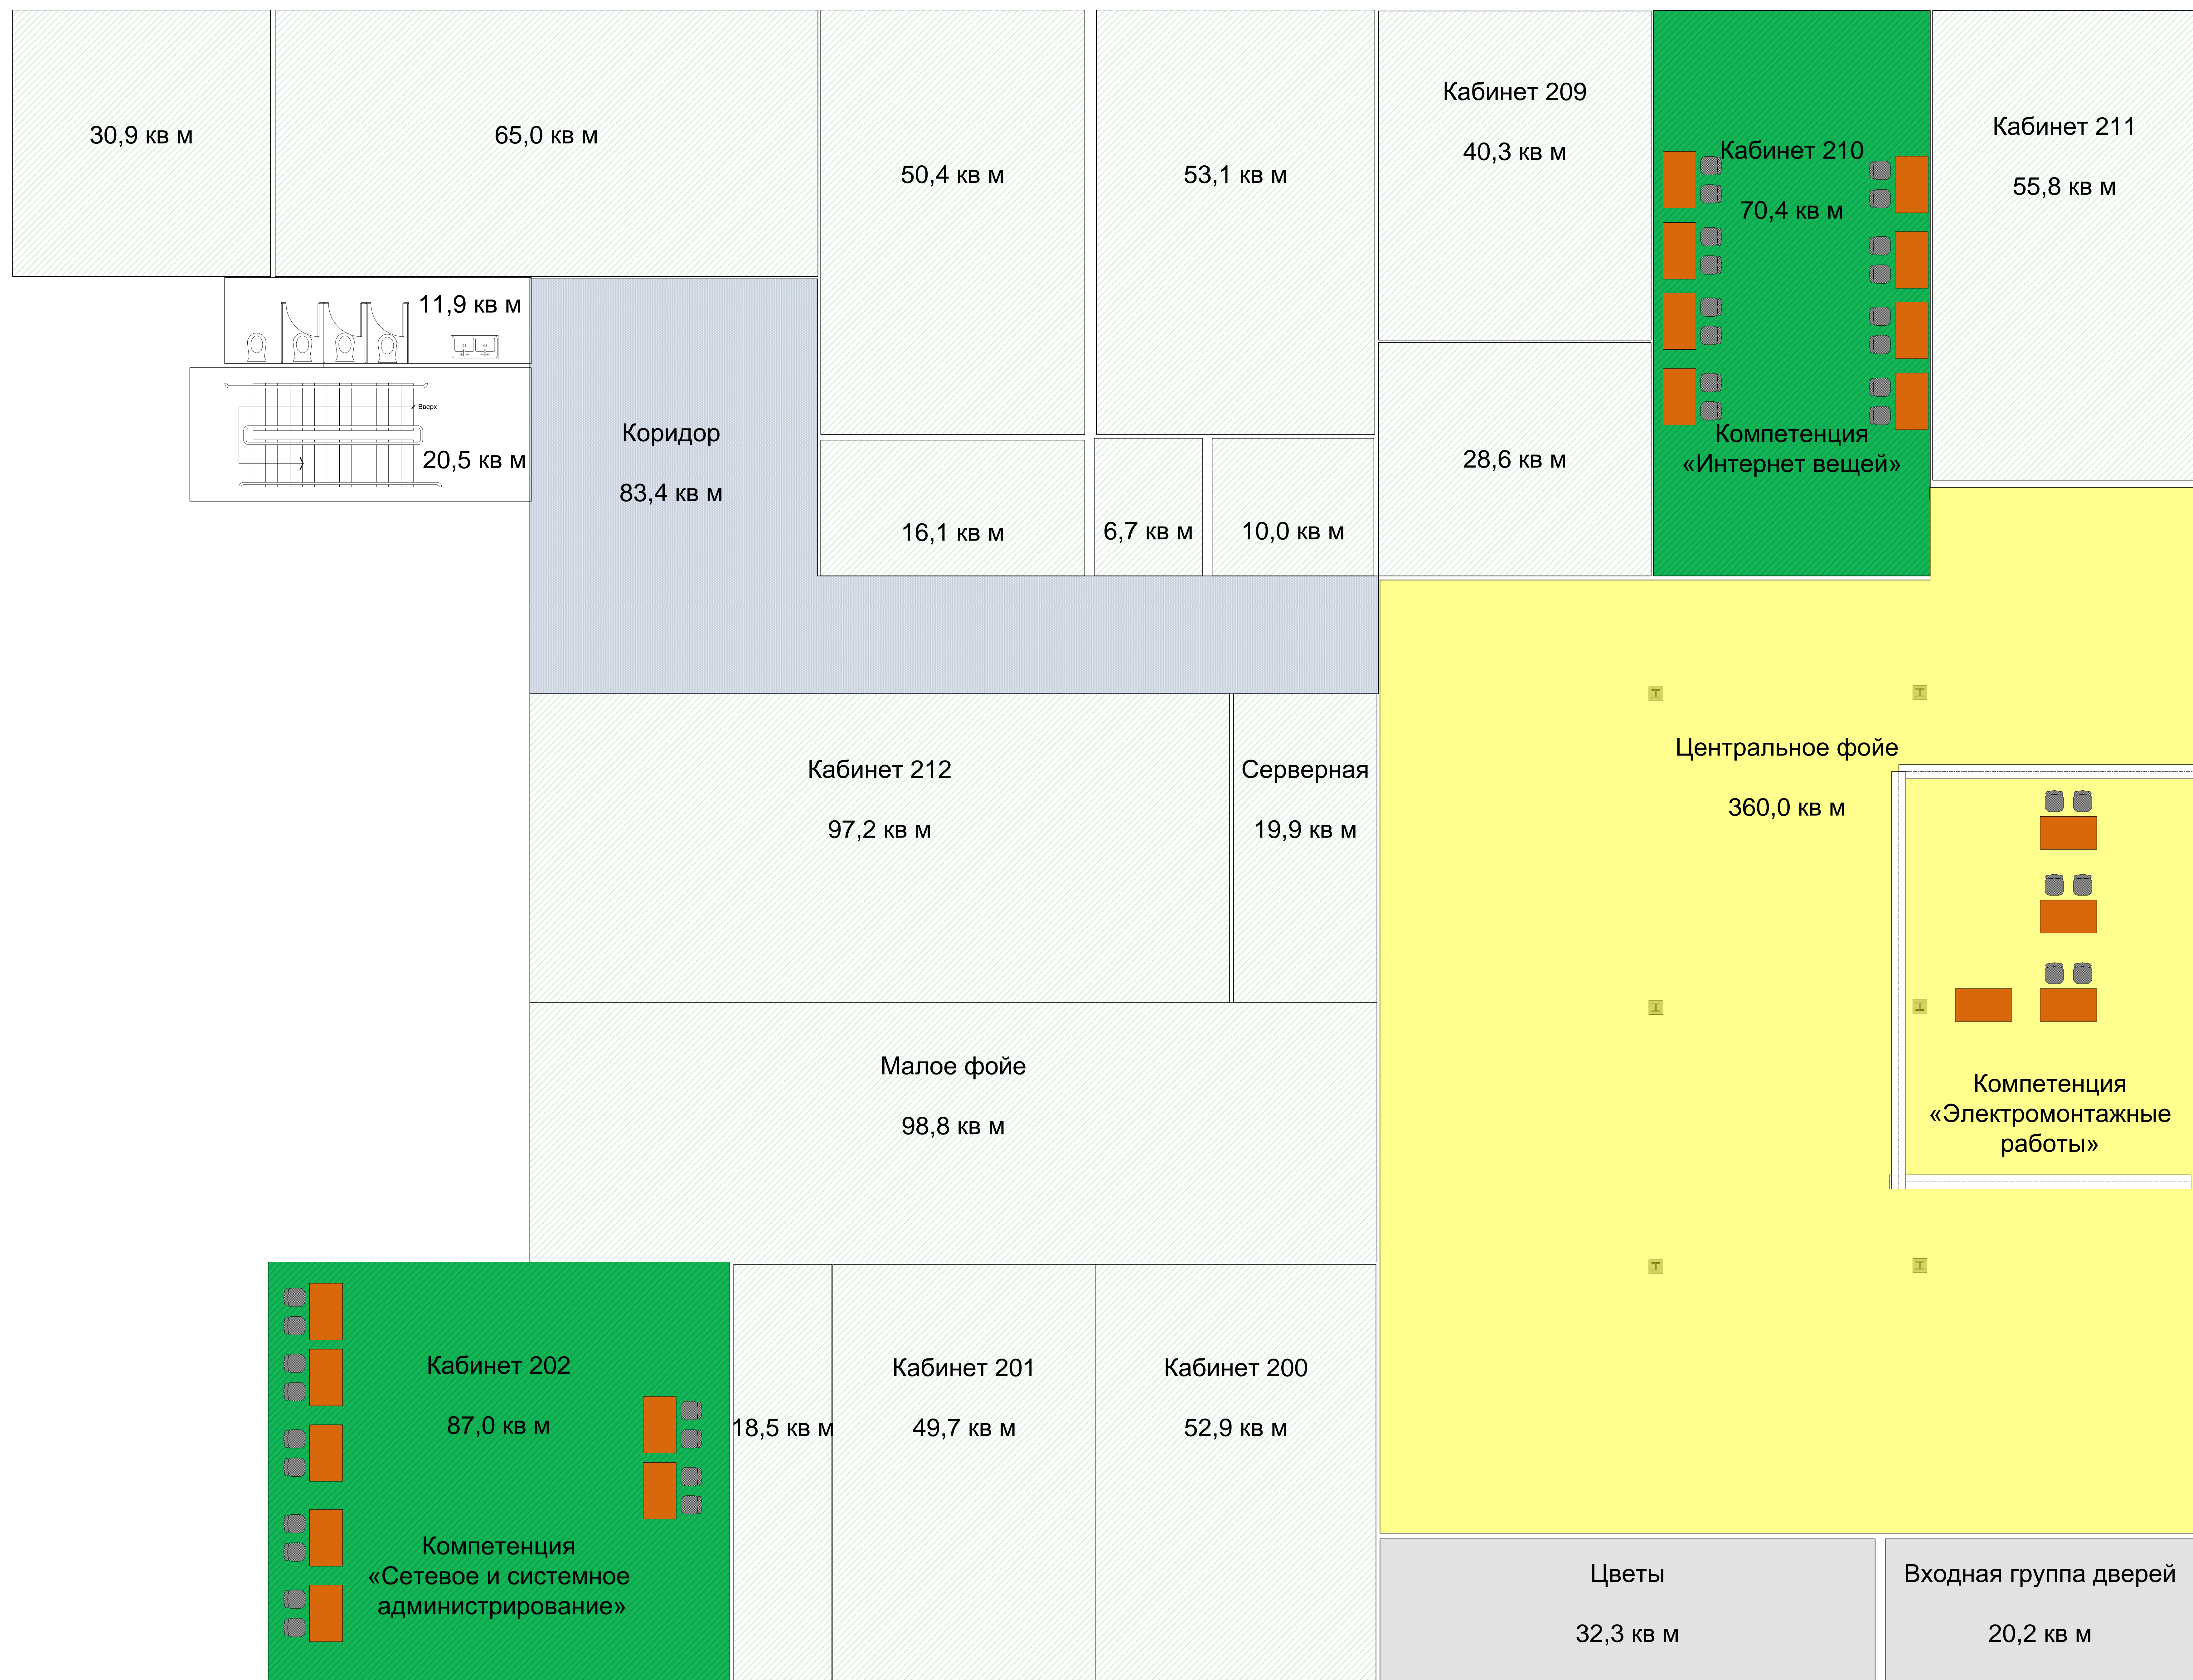 30,9 кв м
65,0 кв м
50,4 кв м
53,1 кв м
Кабинет 209
40,3 кв м
Кабинет 210
70,4 кв м
Компетенция
«Интернет вещей»
Кабинет 211
55,8 кв м
11,9 кв м
Вверх
20,5 кв м
Коридор
83,4 кв м
16,1 кв м
6,7 кв м
10,0 кв м
28,6 кв м
Кабинет 212
97,2 кв м
Серверная
19,9 кв м
Центральное фойе
360,0 кв м
Малое фойе
98,8 кв м
Компетенция
«Электромонтажные
работы»
Кабинет 202
87,0 кв м
Компетенция
«Сетевое и системное
администрирование»
18,5 кв м
Кабинет 201
49,7 кв м
Кабинет 200
52,9 кв м
Цветы
32,3 кв м
Входная группа дверей
20,2 кв м